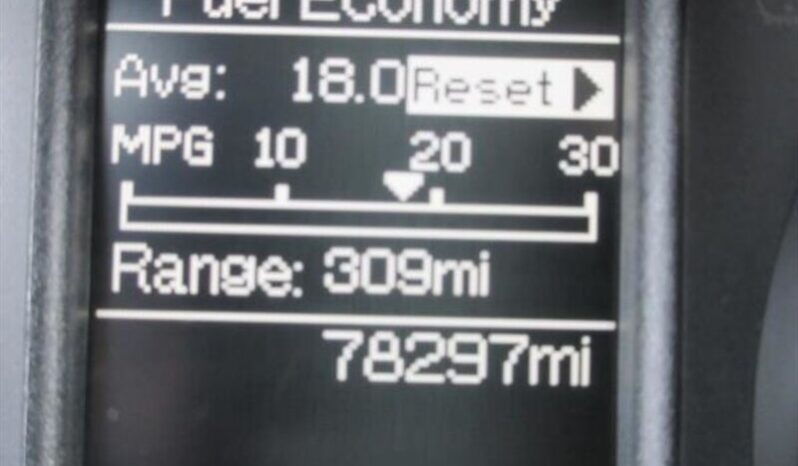 Fuel Economy
Avg: 18.0 Reset
MPG 10 20 30
Range: 309mi
78297mi